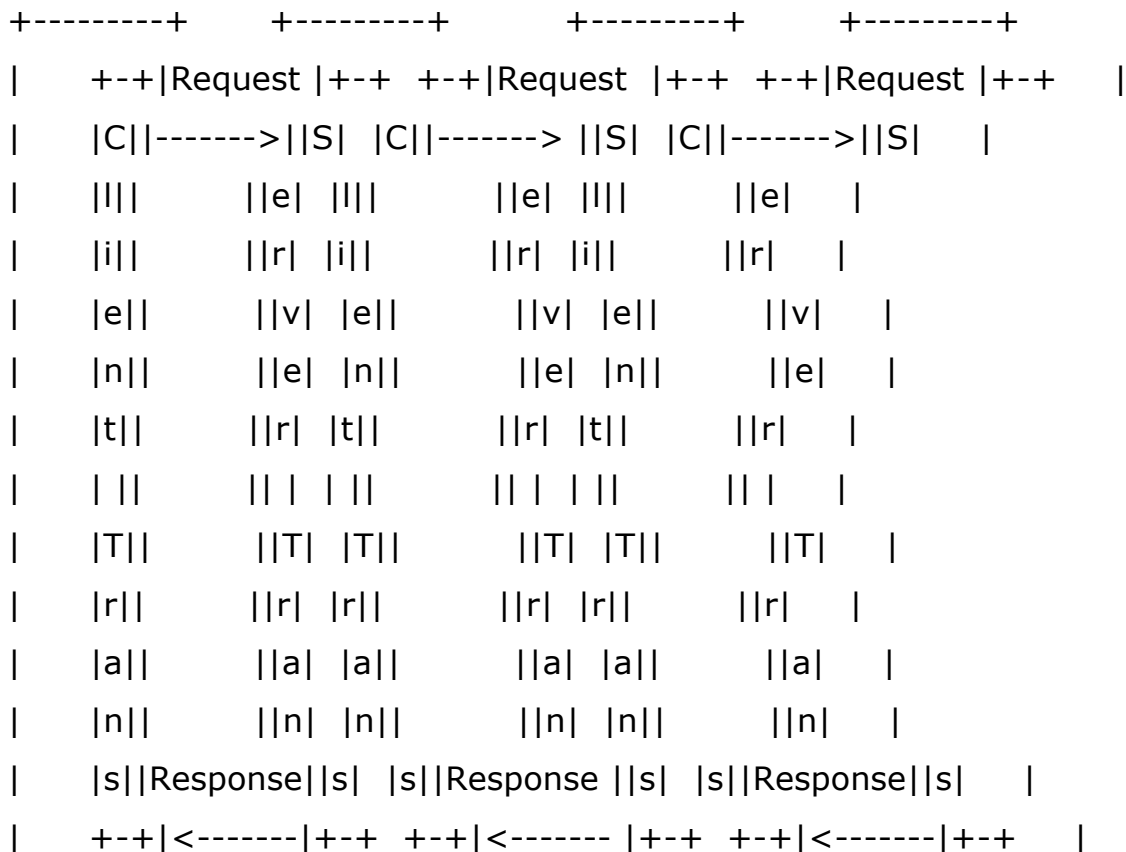 +---------+      +---------+        +---------+       +---------+
|      +-+|Request |+-+  +-+|Request  |+-+  +-+|Request |+-+     |
|      |C||------->||S|  |C||-------> ||S|  |C||------->||S|     |
|      |l||        ||e|  |l||         ||e|  |l||        ||e|     |
|      |i||        ||r|  |i||         ||r|  |i||        ||r|     |
|      |e||        ||v|  |e||         ||v|  |e||        ||v|     |
|      |n||        ||e|  |n||         ||e|  |n||        ||e|     |
|      |t||        ||r|  |t||         ||r|  |t||        ||r|     |
|      | ||        || |  | ||         || |  | ||        || |     |
|      |T||        ||T|  |T||         ||T|  |T||        ||T|     |
|      |r||        ||r|  |r||         ||r|  |r||        ||r|     |
|      |a||        ||a|  |a||         ||a|  |a||        ||a|     |
|      |n||        ||n|  |n||         ||n|  |n||        ||n|     |
|      |s||Response||s|  |s||Response ||s|  |s||Response||s|     |
|      +-+|<-------|+-+  +-+|<------- |+-+  +-+|<-------|+-+     |